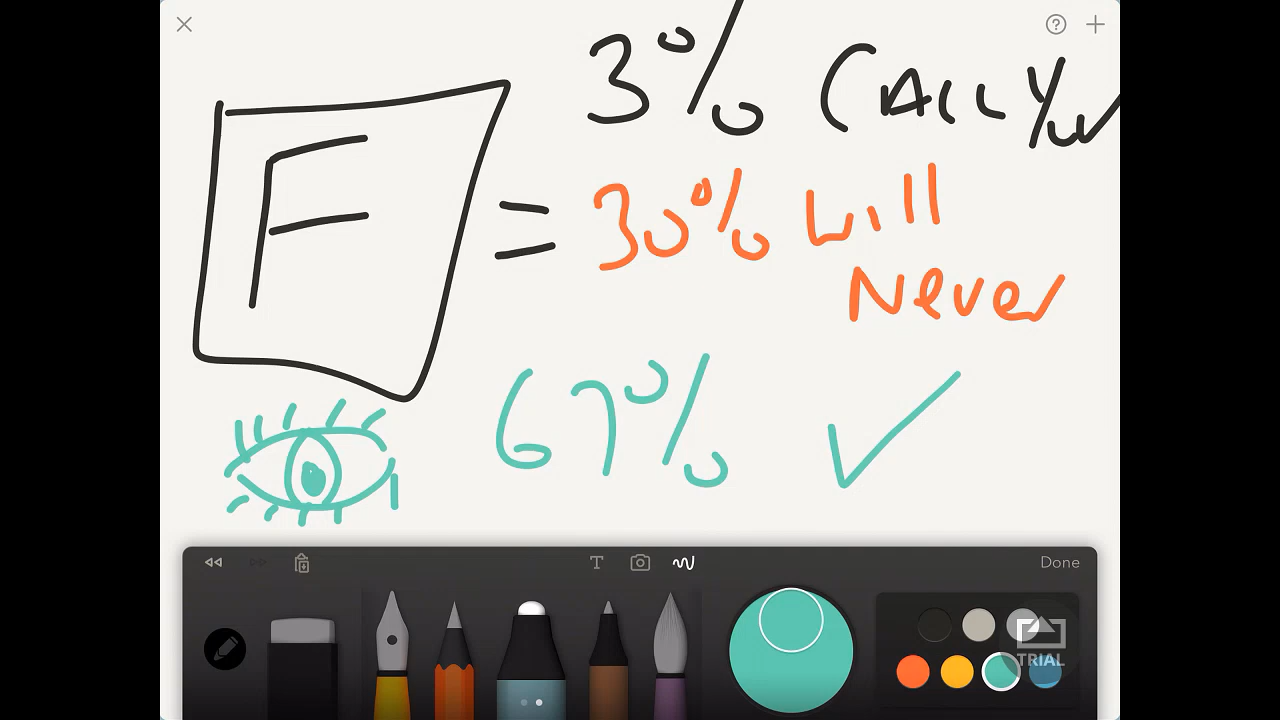 3% CALL
F
= 30% will
Never
67% ✓
T
Done
TRIAL